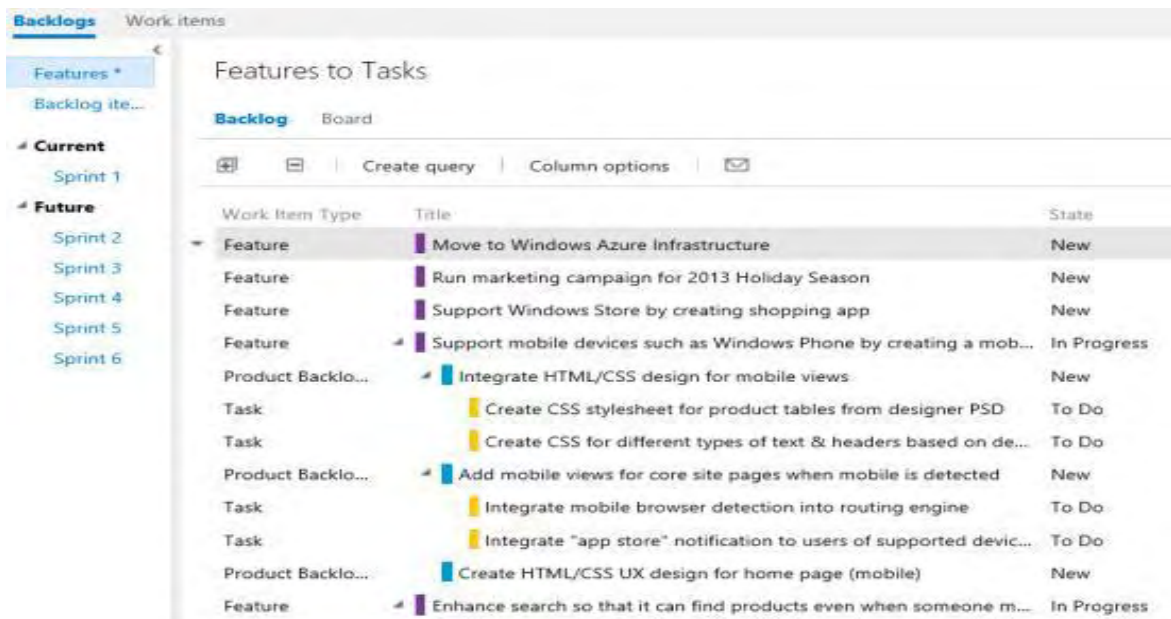 Backlogs Work items
Features *
Backlog ite...
Current
Sprint 1
Future
Sprint 2
Sprint 3
Sprint 4
Sprint 5
Sprint 6
Features to Tasks
Backlog Board
Create query Column options
Work Item Type Title State
Feature Move to Windows Azure Infrastructure New
Feature Run marketing campaign for 2013 Holiday Season New
Feature Support Windows Store by creating shopping app New
Feature Support mobile devices such as Windows Phone by creating a mob... In Progress
Product Backlo... Integrate HTML/CSS design for mobile views New
Task Create CSS stylesheet for product tables from designer PSD To Do
Task Create CSS for different types of text & headers based on de... To Do
Product Backlo... Add mobile views for core site pages when mobile is detected New
Task Integrate mobile browser detection into routing engine To Do
Task Integrate "app store" notification to users of supported devic... To Do
Product Backlo... Create HTML/CSS UX design for home page (mobile) New
Feature Enhance search so that it can find products even when someone m... In Progress